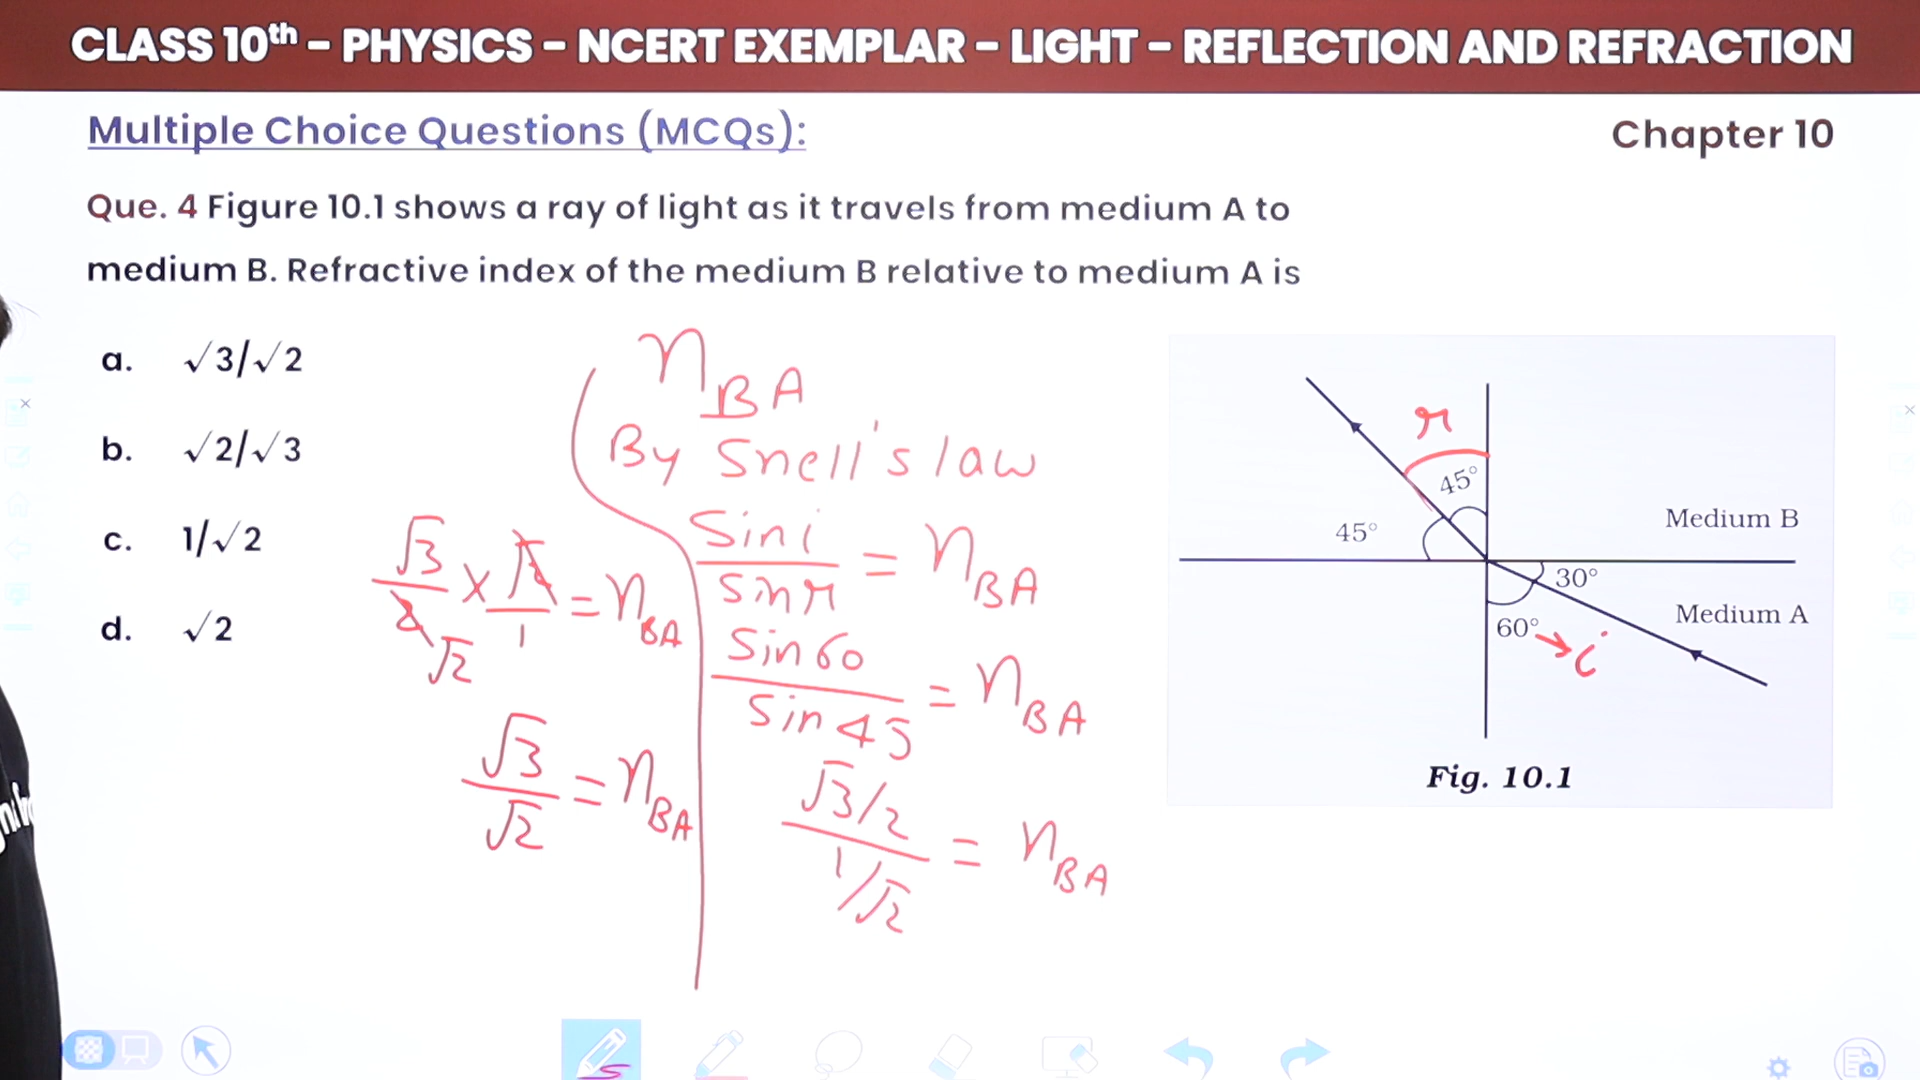 CLASS 10th – PHYSICS – NCERT EXEMPLAR – LIGHT – REFLECTION AND REFRACTION
Multiple Choice Questions (MCQs):
Chapter 10
Que. 4 Figure 10.1 shows a ray of light as it travels from medium A to
medium B. Refractive index of the medium B relative to medium A is
a. √3/√2
b. √2/√3
c. 1/√2
d. √2
n_BA
By Snell's law
sin i / sin r = n_BA
Sin 60 / Sin 45 = n_BA
√3/2 / 1/√2 = n_BA
√3/2 √2 × √2/1 = n_BA
√3/√2 = n_BA
r
45°
45°
Medium B
30°
Medium A
60° → i
Fig. 10.1